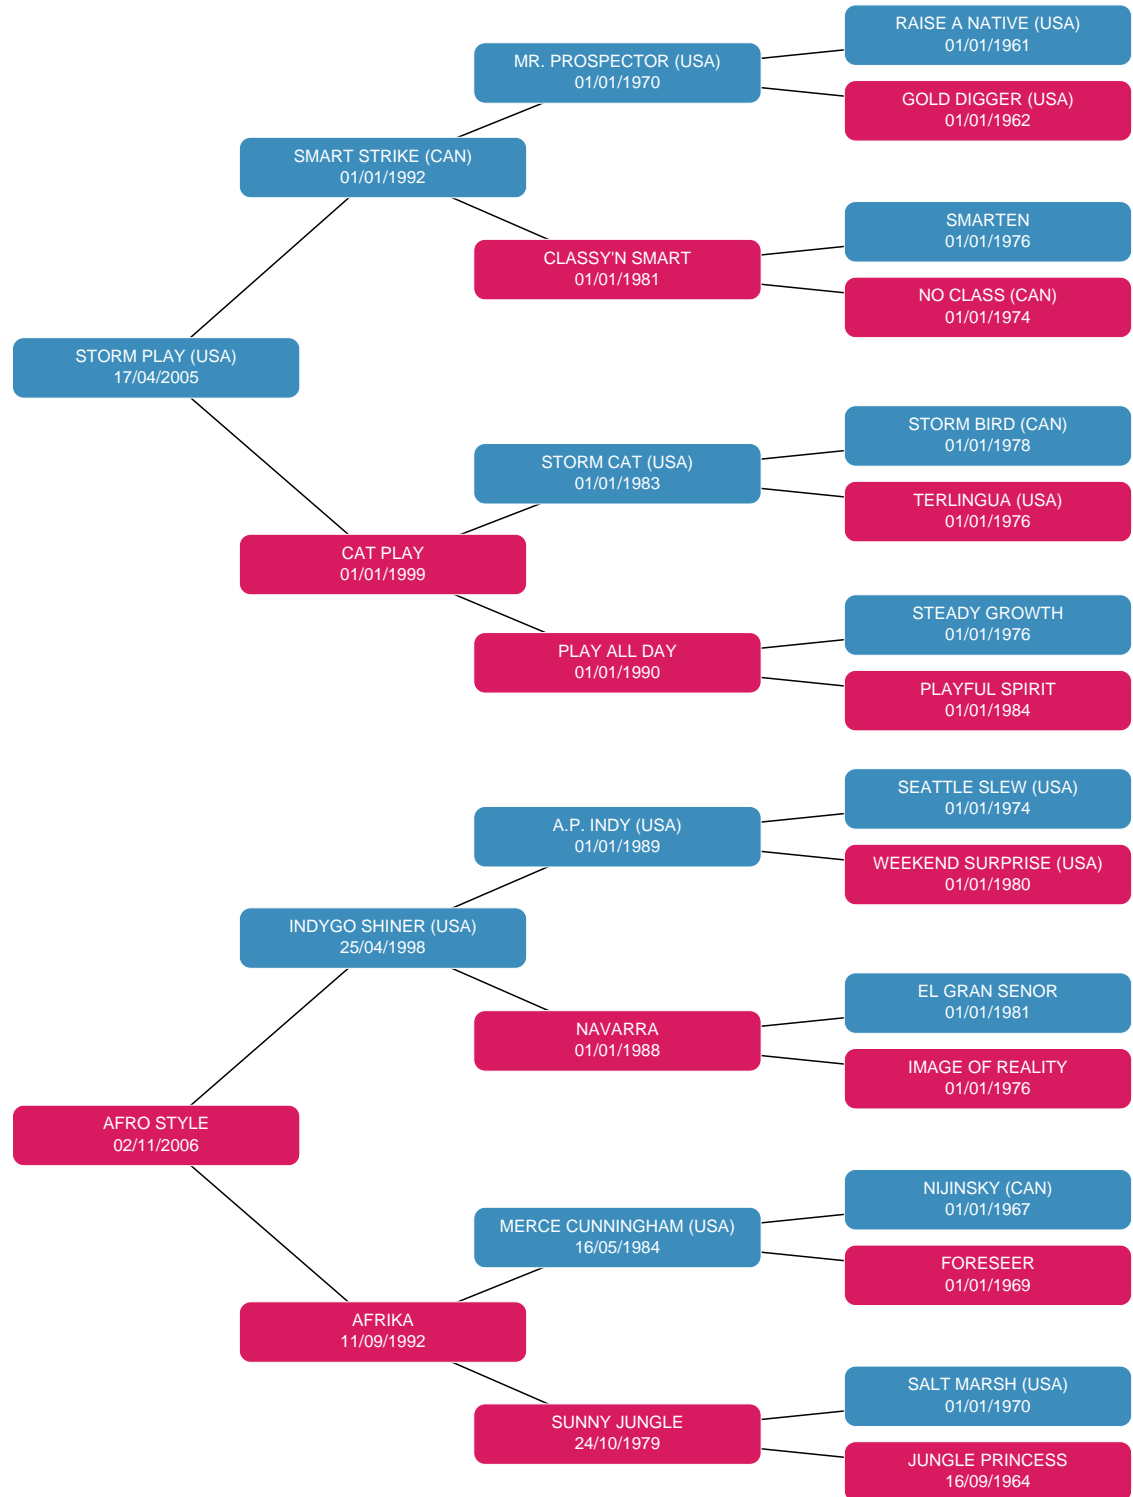 RAISE A NATIVE (USA)
01/01/1961
MR. PROSPECTOR (USA)
01/01/1970
GOLD DIGGER (USA)
01/01/1962
SMART STRIKE (CAN)
01/01/1992
SMARTEN
01/01/1976
CLASSY'N SMART
01/01/1981
NO CLASS (CAN)
01/01/1974
STORM PLAY (USA)
17/04/2005
STORM BIRD (CAN)
01/01/1978
STORM CAT (USA)
01/01/1983
TERLINGUA (USA)
01/01/1976
CAT PLAY
01/01/1999
STEADY GROWTH
01/01/1976
PLAY ALL DAY
01/01/1990
PLAYFUL SPIRIT
01/01/1984
SEATTLE SLEW (USA)
01/01/1974
A.P. INDY (USA)
01/01/1989
WEEKEND SURPRISE (USA)
01/01/1980
INDYGO SHINER (USA)
25/04/1998
EL GRAN SENOR
01/01/1981
NAVARRA
01/01/1988
IMAGE OF REALITY
01/01/1976
AFRO STYLE
02/11/2006
NIJINSKY (CAN)
01/01/1967
MERCE CUNNINGHAM (USA)
16/05/1984
FORESEER
01/01/1969
AFRIKA
11/09/1992
SALT MARSH (USA)
01/01/1970
SUNNY JUNGLE
24/10/1979
JUNGLE PRINCESS
16/09/1964